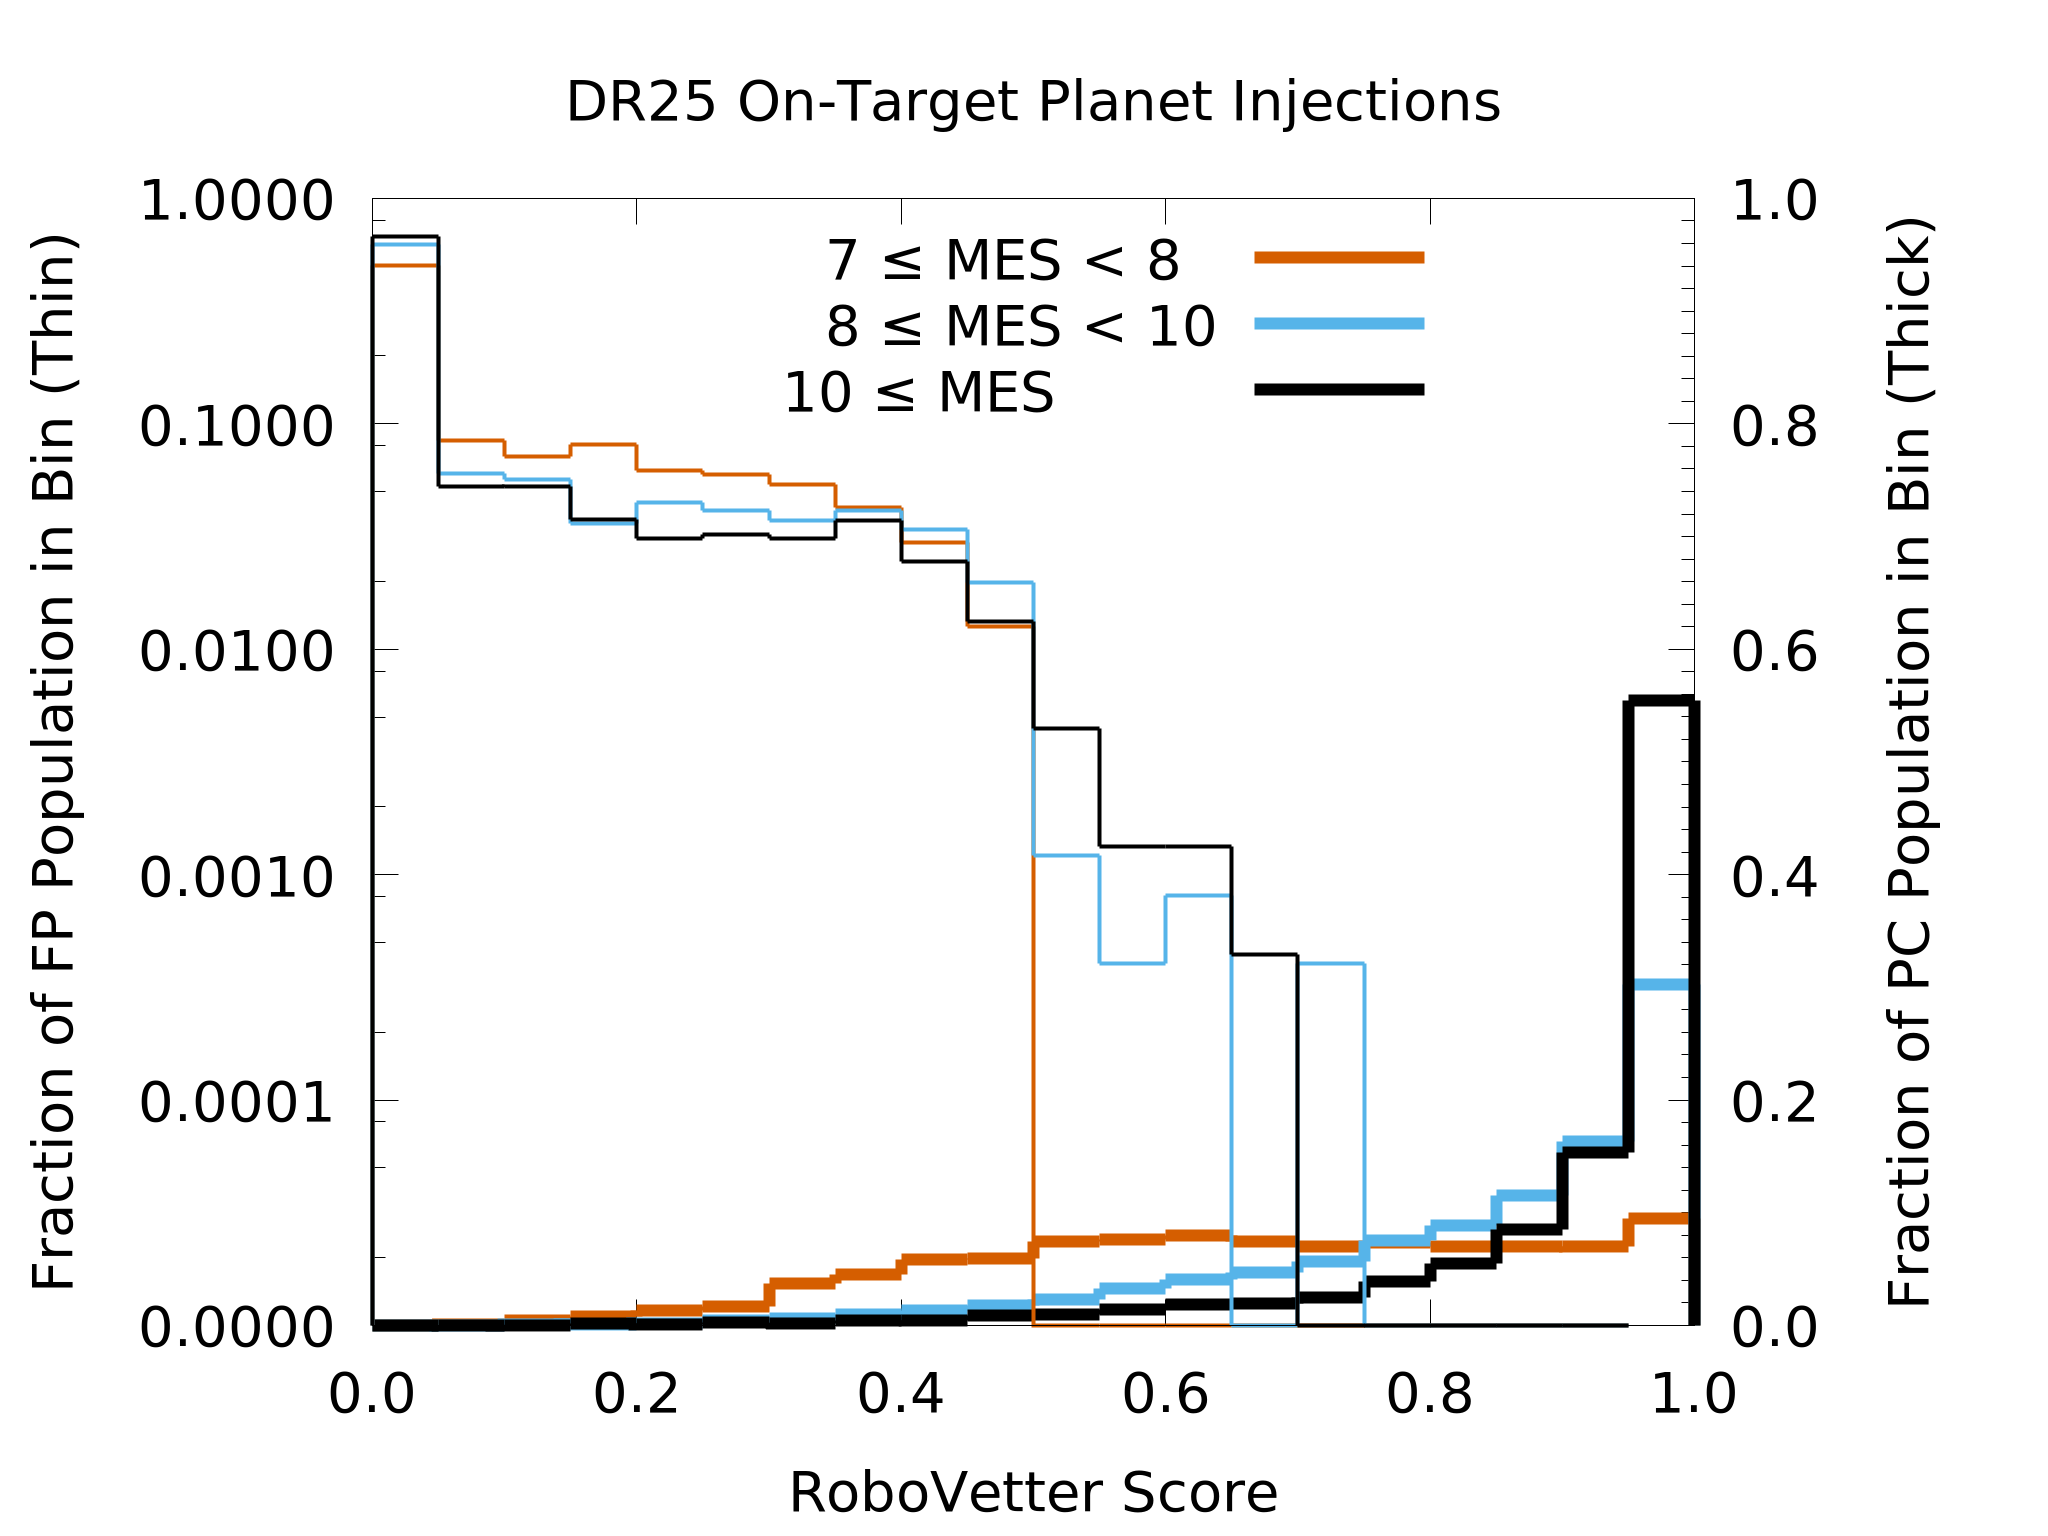 DR25 On-Target Planet Injections
Fraction of FP Population in Bin (Thin)
1.0000
0.1000
0.0100
0.0010
0.0001
0.0000
7 ≤ MES < 8
8 ≤ MES < 10
10 ≤ MES
1.0
0.8
0.6
0.4
0.2
0.0
Fraction of PC Population in Bin (Thick)
0.0 0.2 0.4 0.6 0.8 1.0
RoboVetter Score